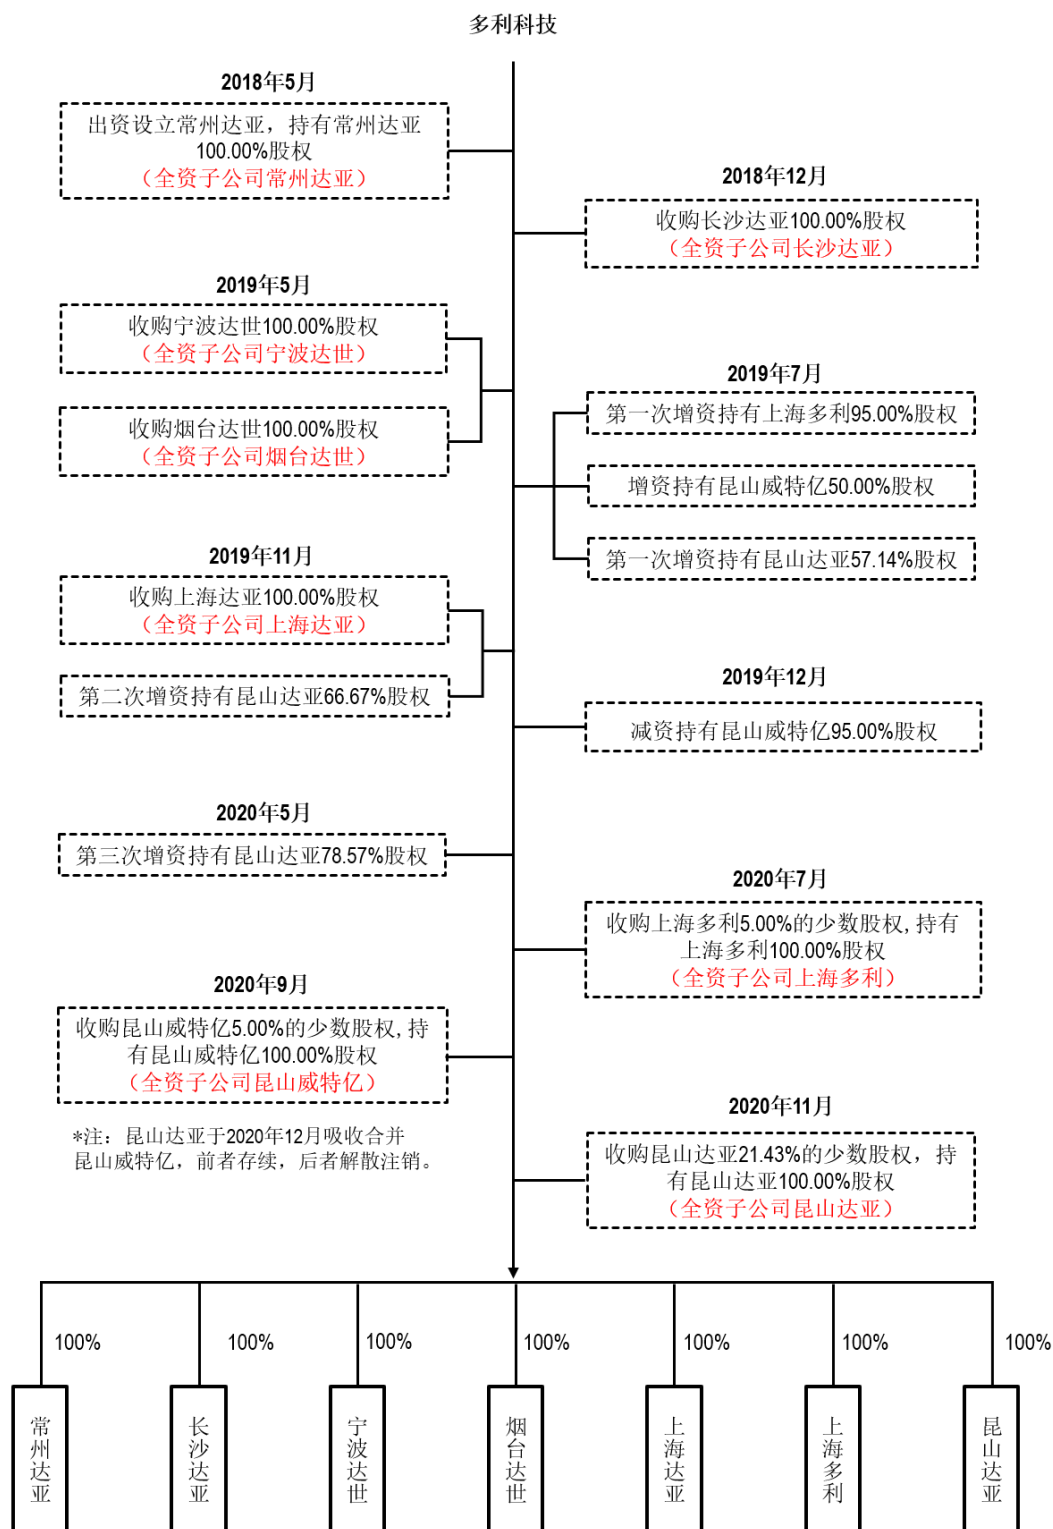 多利科技
2018年5月
出资设立常州达亚，持有常州达亚
100.00%股权
（全资子公司常州达亚）
2018年12月
收购长沙达亚100.00%股权
（全资子公司长沙达亚）
2019年5月
收购宁波达世100.00%股权
（全资子公司宁波达世）
收购烟台达世100.00%股权
（全资子公司烟台达世）
2019年7月
第一次增资持有上海多利95.00%股权
增资持有昆山威特亿50.00%股权
第一次增资持有昆山达亚57.14%股权
2019年11月
收购上海达亚100.00%股权
（全资子公司上海达亚）
第二次增资持有昆山达亚66.67%股权
2019年12月
减资持有昆山威特亿95.00%股权
2020年5月
第三次增资持有昆山达亚78.57%股权
2020年7月
收购上海多利5.00%的少数股权,持有
上海多利100.00%股权
（全资子公司上海多利）
2020年9月
收购昆山威特亿5.00%的少数股权,持
有昆山威特亿100.00%股权
（全资子公司昆山威特亿）
*注：昆山达亚于2020年12月吸收合并
昆山威特亿，前者存续，后者解散注销。
2020年11月
收购昆山达亚21.43%的少数股权，持
有昆山达亚100.00%股权
（全资子公司昆山达亚）
100%
100%
100%
100%
100%
100%
100%
常州达亚
长沙达亚
宁波达世
烟台达世
上海达亚
上海多利
昆山达亚